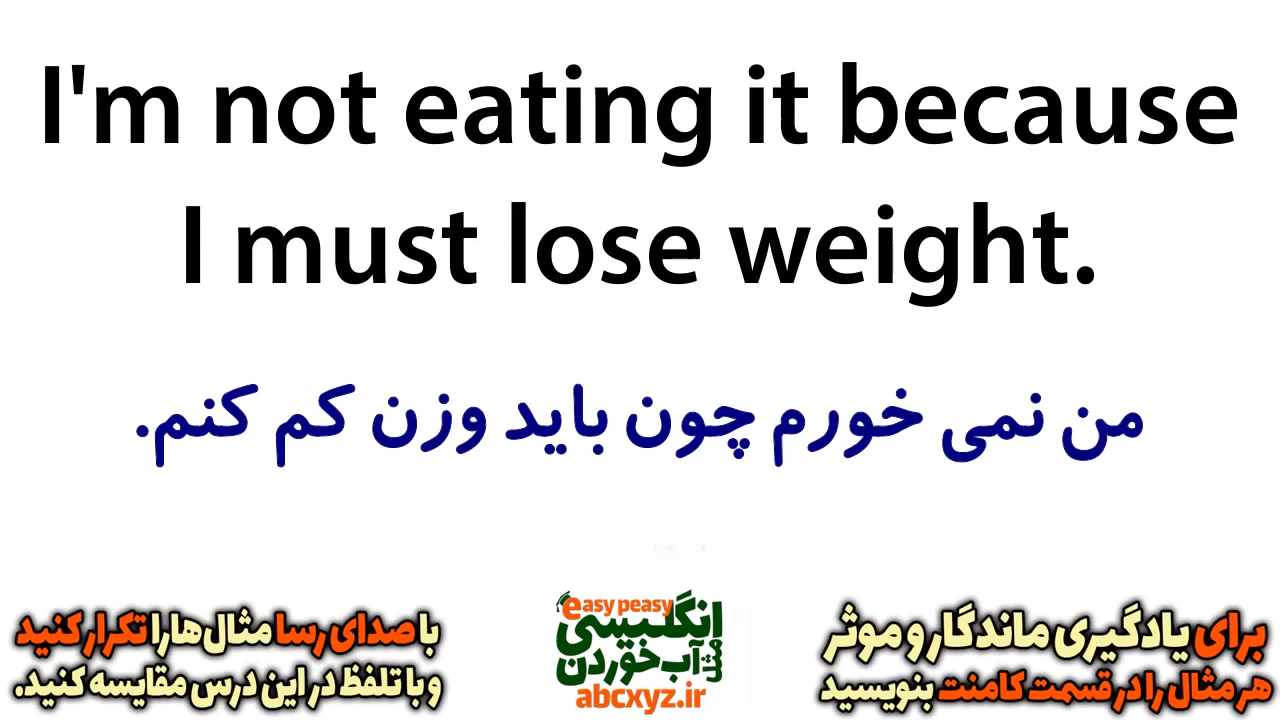 I'm not eating it because
I must lose weight.
من نمی خورم چون باید وزن کم کنم.
برای یادگیری ماندگار و موثر
هر مثال را در قسمت کامنت بنویسید
easy peasy
انگلیسی
مثل آب خوردن
abcxyz.ir
با صدای رسا مثال‌ها را تکرار کنید
و با تلفظ در این درس مقایسه کنید.